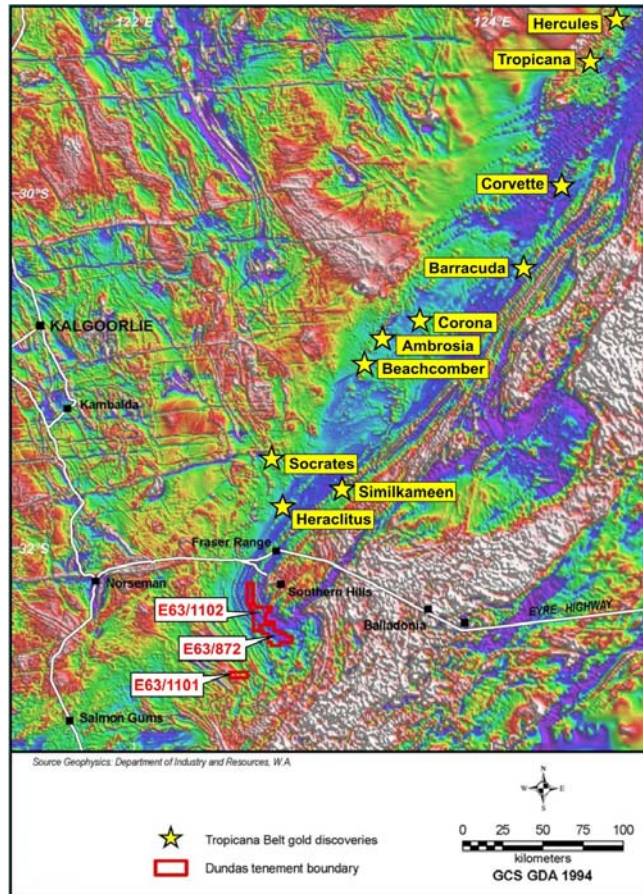 122°E
124°E
Hercules
Tropicana
Corvette
30°S
Barracuda
Corona
KALGOORLIE
Ambrosia
Beachcomber
Kambalda
Socrates
Similkameen
Heraclitus
Fraser Range
32°S
Norseman
Southern Hills
E63/1102
Balladonia
EYRE HIGHWAY
E63/872
E63/1101
Salmon Gums
Source Geophysics: Department of Industry and Resources, W.A.
N
W E
S
Tropicana Belt gold discoveries
0 25 50 75 100
kilometers
Dundas tenement boundary
GCS GDA 1994